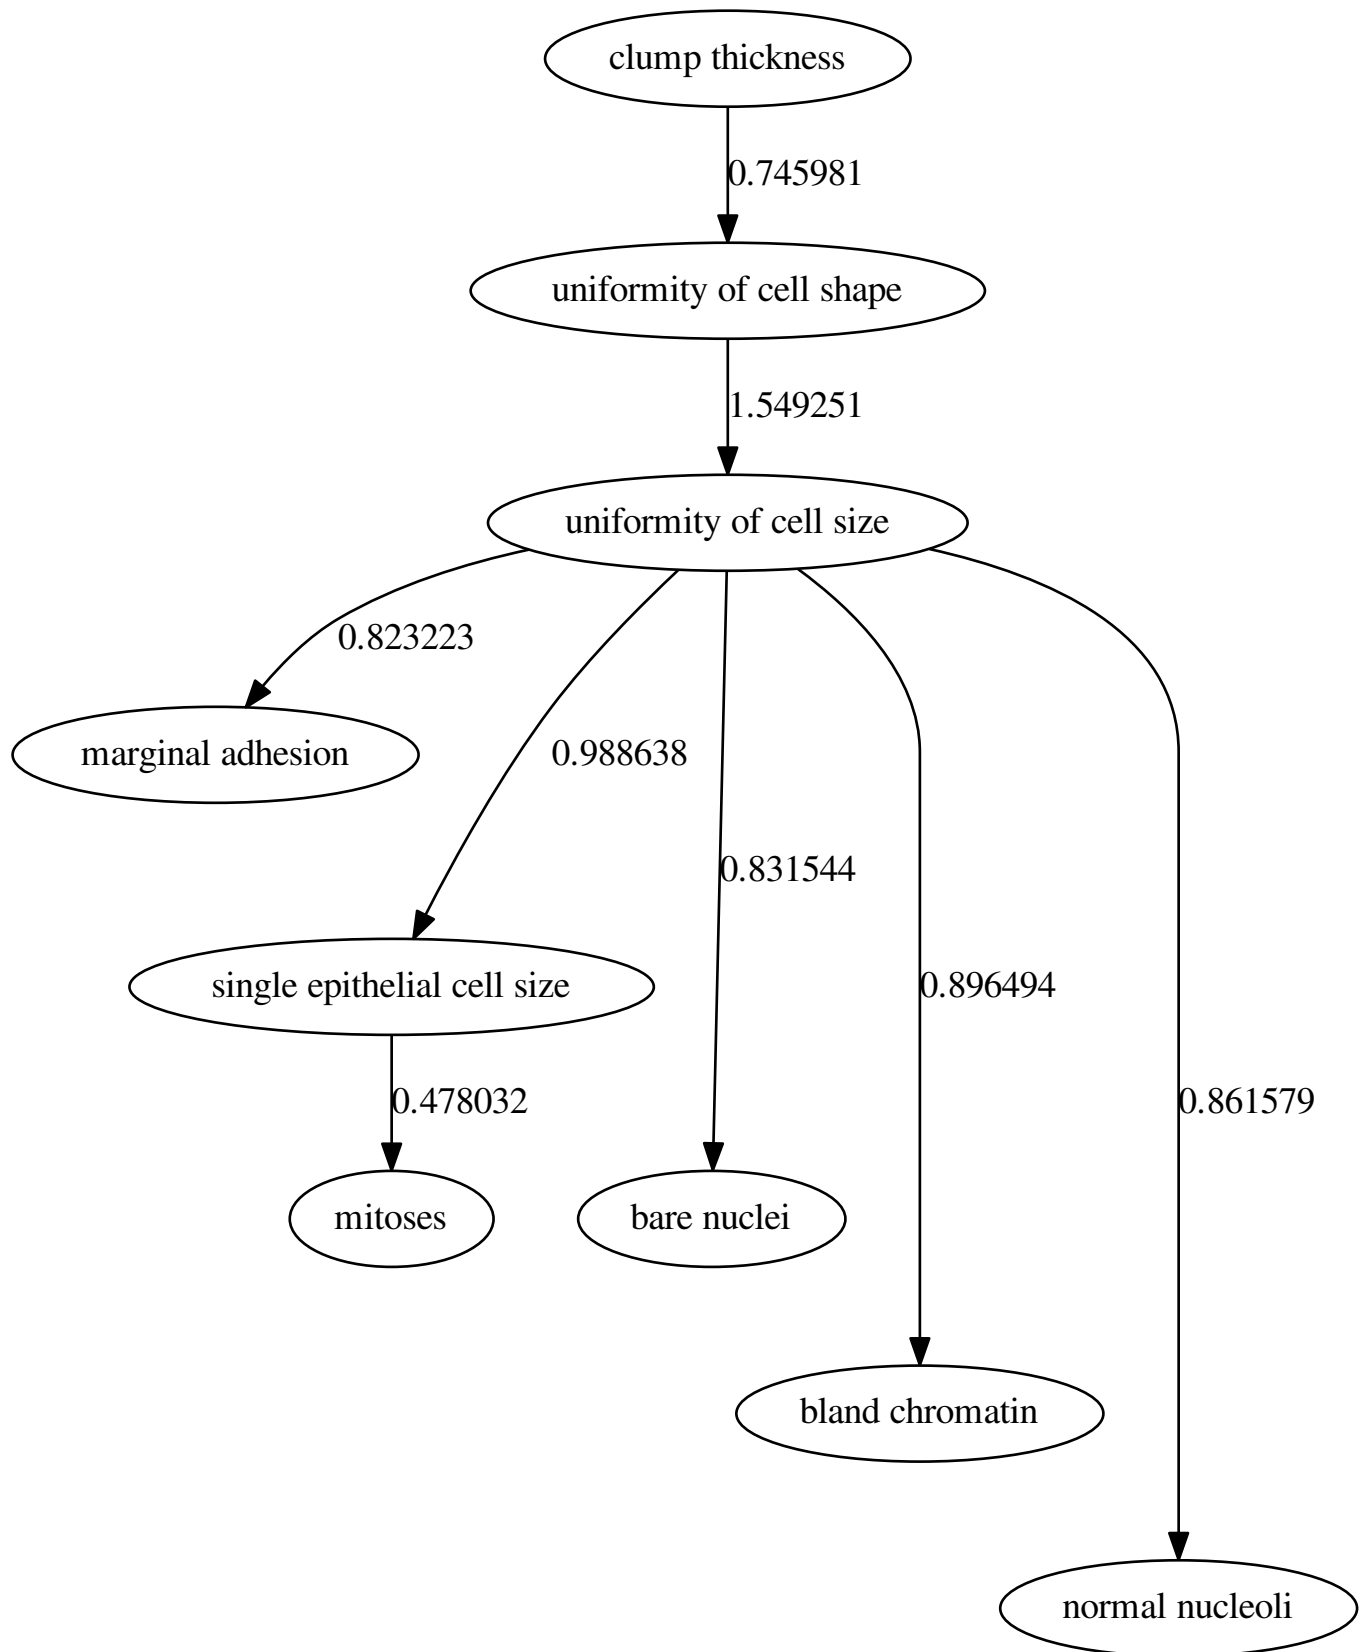 clump thickness
0.745981
uniformity of cell shape
1.549251
uniformity of cell size
0.823223
marginal adhesion
0.988638
0.831544
single epithelial cell size
0.896494
0.478032
0.861579
mitoses
bare nuclei
bland chromatin
normal nucleoli